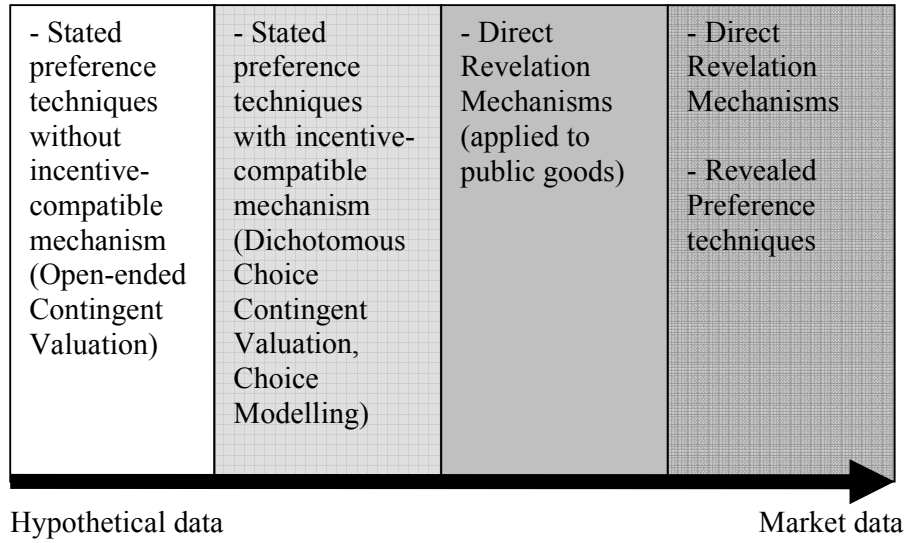 - Stated
preference
techniques
without
incentive-
compatible
mechanism
(Open-ended
Contingent
Valuation)
- Stated
preference
techniques
with incentive-
compatible
mechanism
(Dichotomous
Choice
Contingent
Valuation,
Choice
Modelling)
- Direct
Revelation
Mechanisms
(applied to
public goods)
- Direct
Revelation
Mechanisms
- Revealed
Preference
techniques
Hypothetical data
Market data